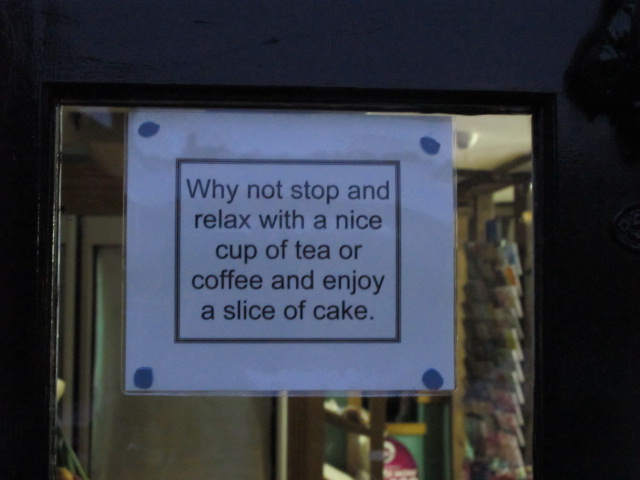 Why not stop and
relax with a nice
cup of tea or
coffee and enjoy
a slice of cake.